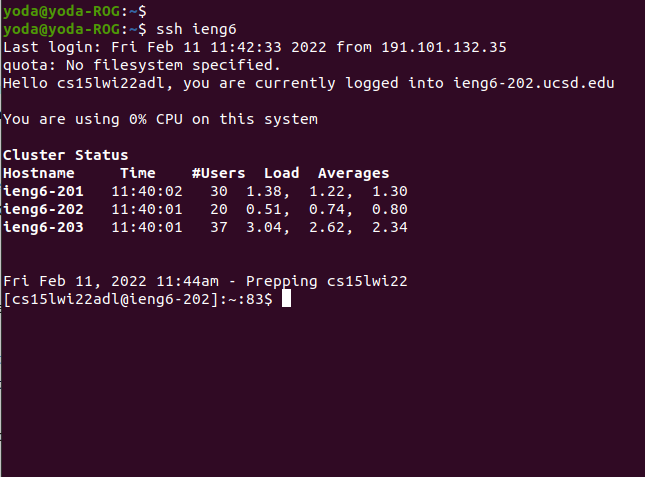 yoda@yoda-ROG:~$
yoda@yoda-ROG:~$ ssh ieng6
Last login: Fri Feb 11 11:42:33 2022 from 191.101.132.35
quota: No filesystem specified.
Hello cs15lwi22adl, you are currently logged into ieng6-202.ucsd.edu
You are using 0% CPU on this system
Cluster Status
Hostname Time #Users Load Averages
ieng6-201 11:40:02 30 1.38, 1.22, 1.30
ieng6-202 11:40:01 20 0.51, 0.74, 0.80
ieng6-203 11:40:01 37 3.04, 2.62, 2.34
Fri Feb 11, 2022 11:44am - Prepping cs15lwi22
[cs15lwi22adl@ieng6-202]:~:83$